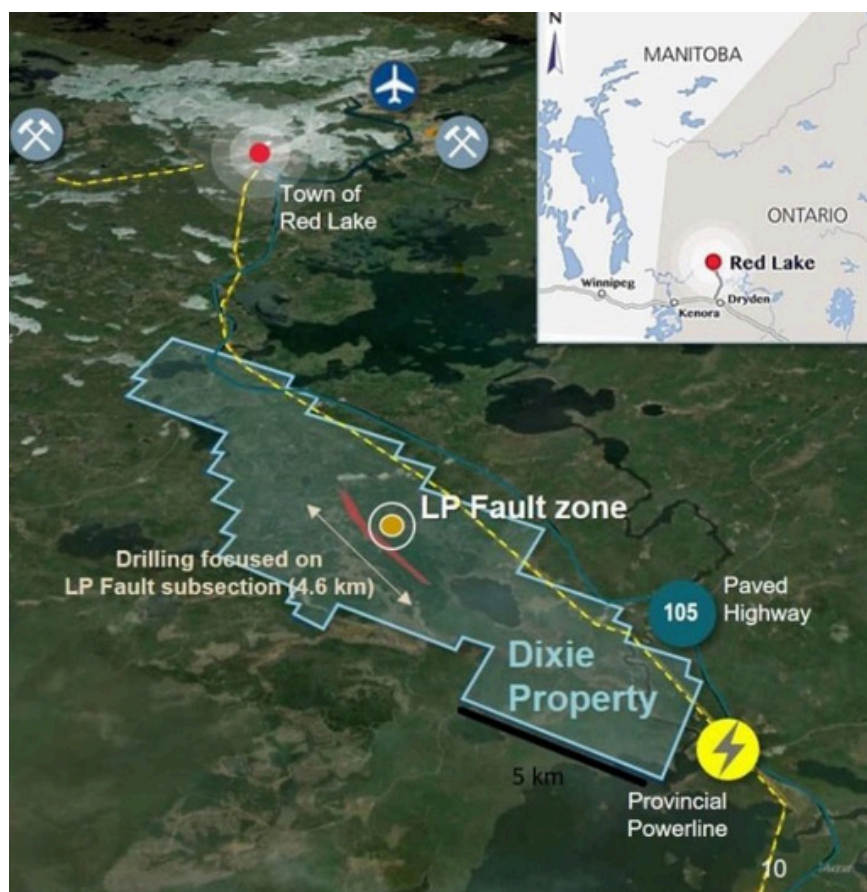 N
MANITOBA
ONTARIO
Red Lake
Winnipeg
Kenora
Dryden
Town of
Red Lake
LP Fault zone
Drilling focused on
LP Fault subsection (4.6 km)
105
Paved
Highway
Dixie
Property
5 km
Provincial
Powerline
10